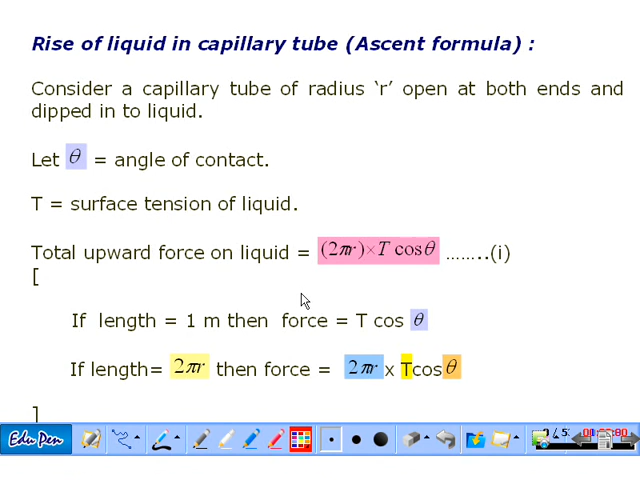 Rise of liquid in capillary tube (Ascent formula) :
Consider a capillary tube of radius ‘r’ open at both ends and
dipped in to liquid.
Let θ = angle of contact.
T = surface tension of liquid.
Total upward force on liquid = (2πr)×T cosθ ……..(i)
[
If length = 1 m then force = T cos θ
If length= 2πr then force = 2πr x Tcosθ
]
Edu Pen